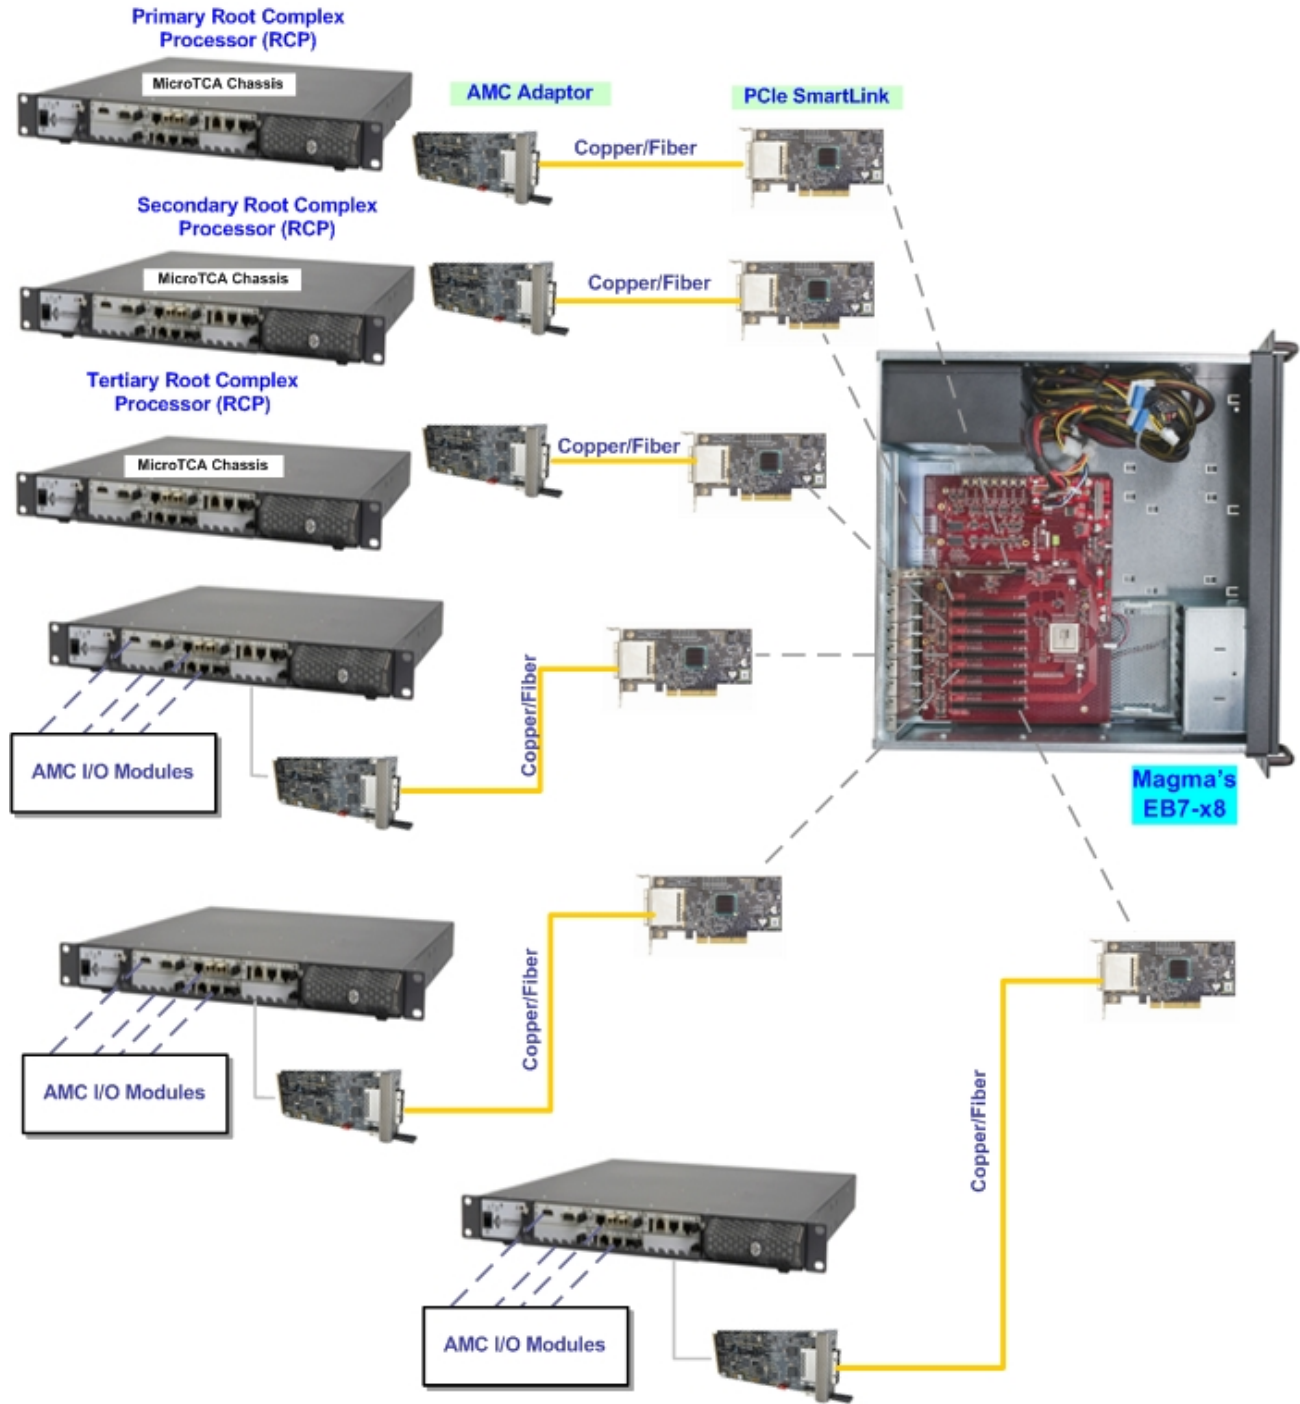 Primary Root Complex
Processor (RCP)
MicroTCA Chassis
AMC Adaptor
PCIe SmartLink
Copper/Fiber
Secondary Root Complex
Processor (RCP)
MicroTCA Chassis
Copper/Fiber
Tertiary Root Complex
Processor (RCP)
MicroTCA Chassis
Copper/Fiber
Copper/Fiber
AMC I/O Modules
Magma's
EB7-x8
Copper/Fiber
AMC I/O Modules
Copper/Fiber
AMC I/O Modules